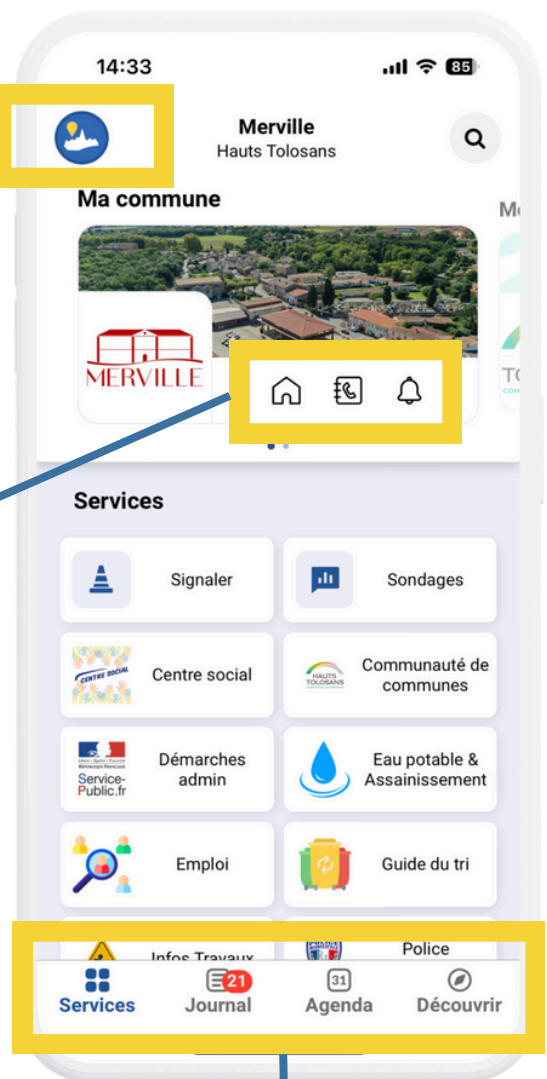 14:33
85
Merville
Hauts Tolosans
Ma commune
MERVILLE
Services
Signaler
Sondages
CENTRE SOCIAL
Centre social
HAUTS
TOLOSANS
Communauté de
communes
Service-
Public.fr
Démarches
admin
Eau potable &
Assainissement
Emploi
Guide du tri
Infos Travaux
POLICE
Police
Services
21
Journal
31
Agenda
Découvrir